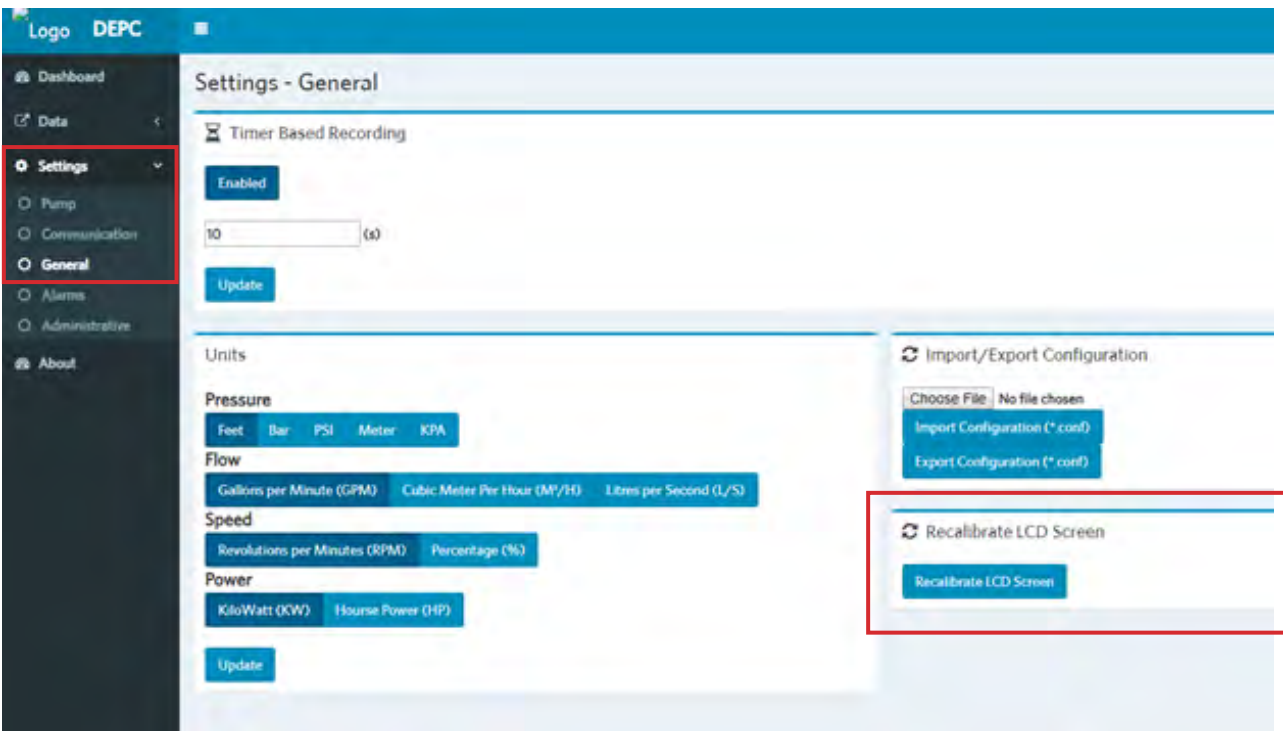 Logo DEPC
Dashboard
Data
Settings
Pump
Communication
General
Alarms
Administrative
About
Settings - General
Timer Based Recording
Enabled
10 (s)
Update
Units
Pressure
Feet Bar PSI Meter KPA
Flow
Gallons per Minute (GPM) Cubic Meter Per Hour (M³/H) Litres per Second (L/S)
Speed
Revolutions per Minutes (RPM) Percentage (%)
Power
KiloWatt (KW) Hourse Power (HP)
Update
Import/Export Configuration
Choose File No file chosen
Import Configuration (*.conf)
Export Configuration (*.conf)
Recalibrate LCD Screen
Recalibrate LCD Screen